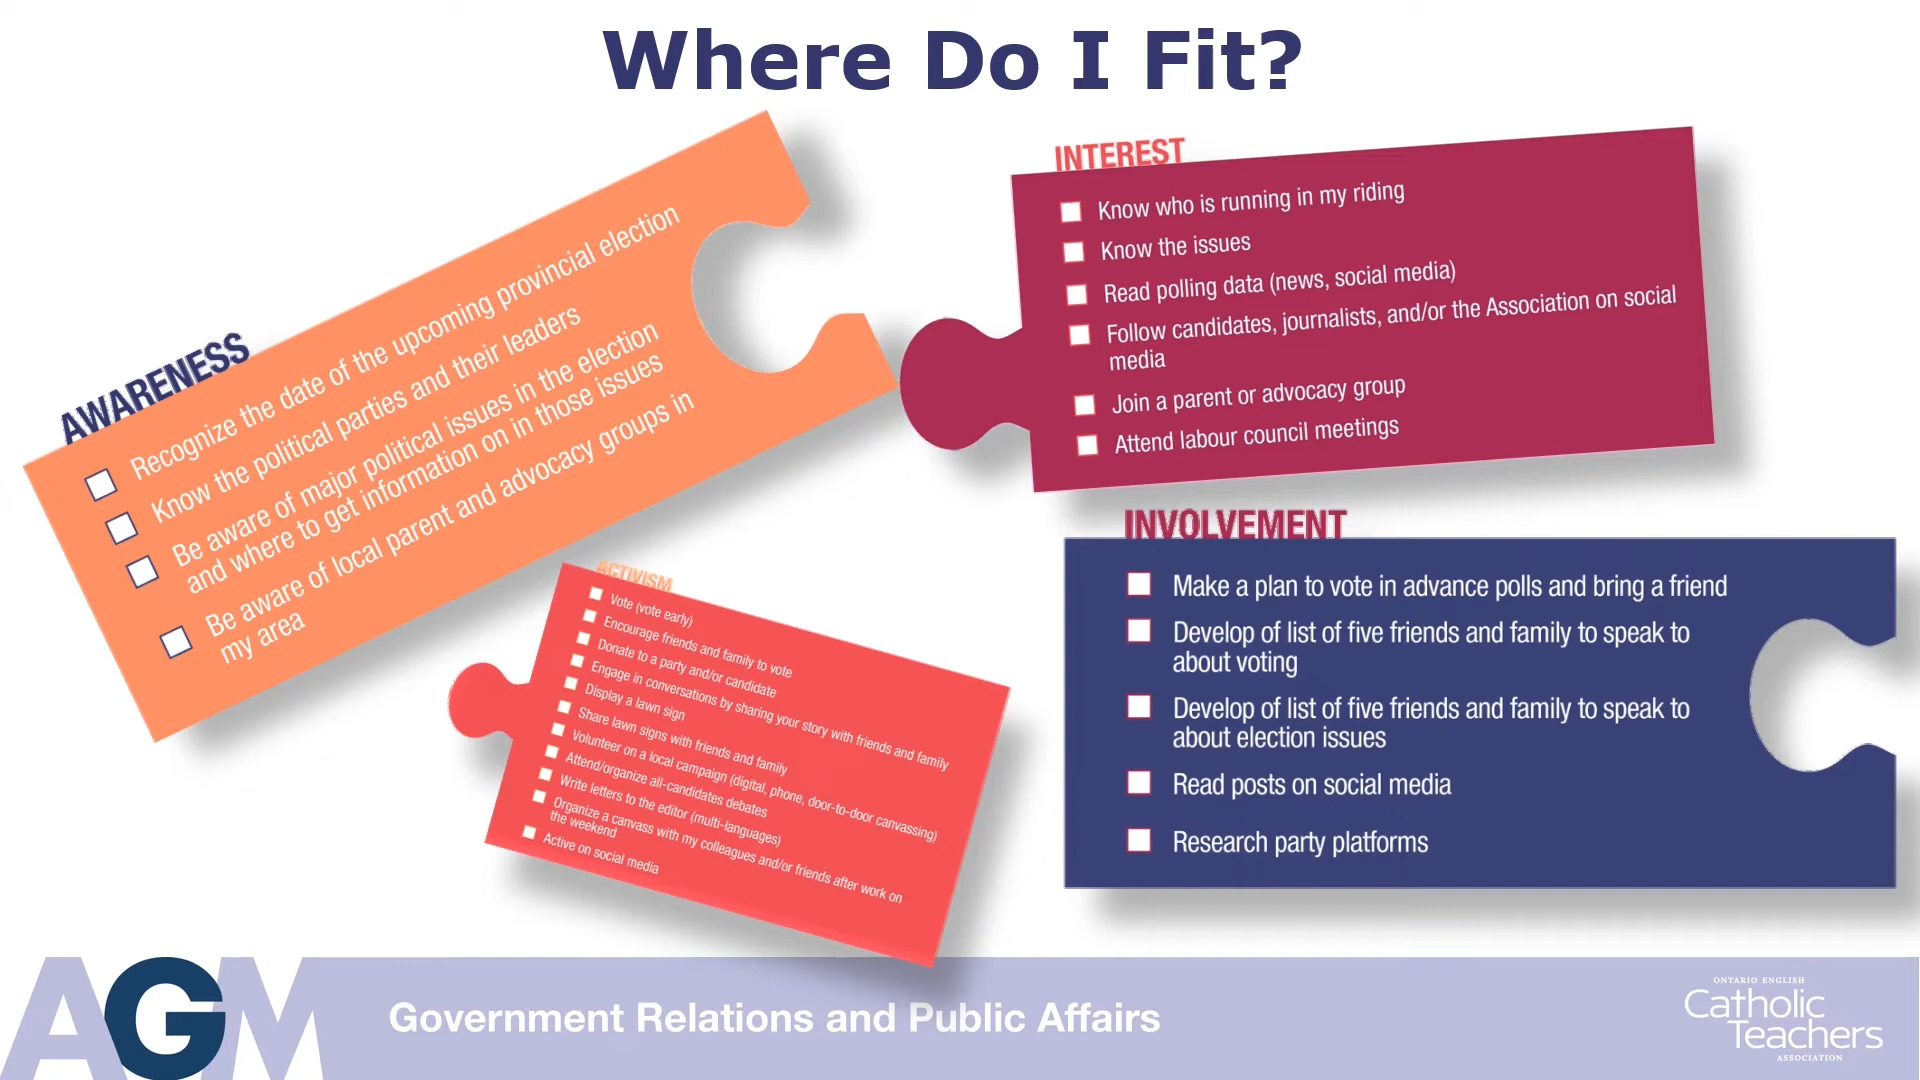 Where Do I Fit?
AWARENESS
Recognize the date of the upcoming provincial election
Know the political parties and their leaders
Be aware of major political issues in the election
and where to get information on in those issues
Be aware of local parent and advocacy groups in
my area
INTEREST
Know who is running in my riding
Know the issues
Read polling data (news, social media)
Follow candidates, journalists, and/or the Association on social
media
Join a parent or advocacy group
Attend labour council meetings
ACTIVISM
Vote (vote early)
Encourage friends and family to vote
Donate to a party and/or candidate
Engage in conversations by sharing your story with friends and family
Display a lawn sign
Share lawn signs with friends and family
Volunteer on a local campaign (digital, phone, door-to-door canvassing)
Attend/organize all-candidates debates
Write letters to the editor (multi-languages)
Organize a canvass with my colleagues and/or friends after work on
the weekend
Active on social media
INVOLVEMENT
Make a plan to vote in advance polls and bring a friend
Develop of list of five friends and family to speak to
about voting
Develop of list of five friends and family to speak to
about election issues
Read posts on social media
Research party platforms
AGM
Government Relations and Public Affairs
ONTARIO ENGLISH
Catholic
Teachers
ASSOCIATION